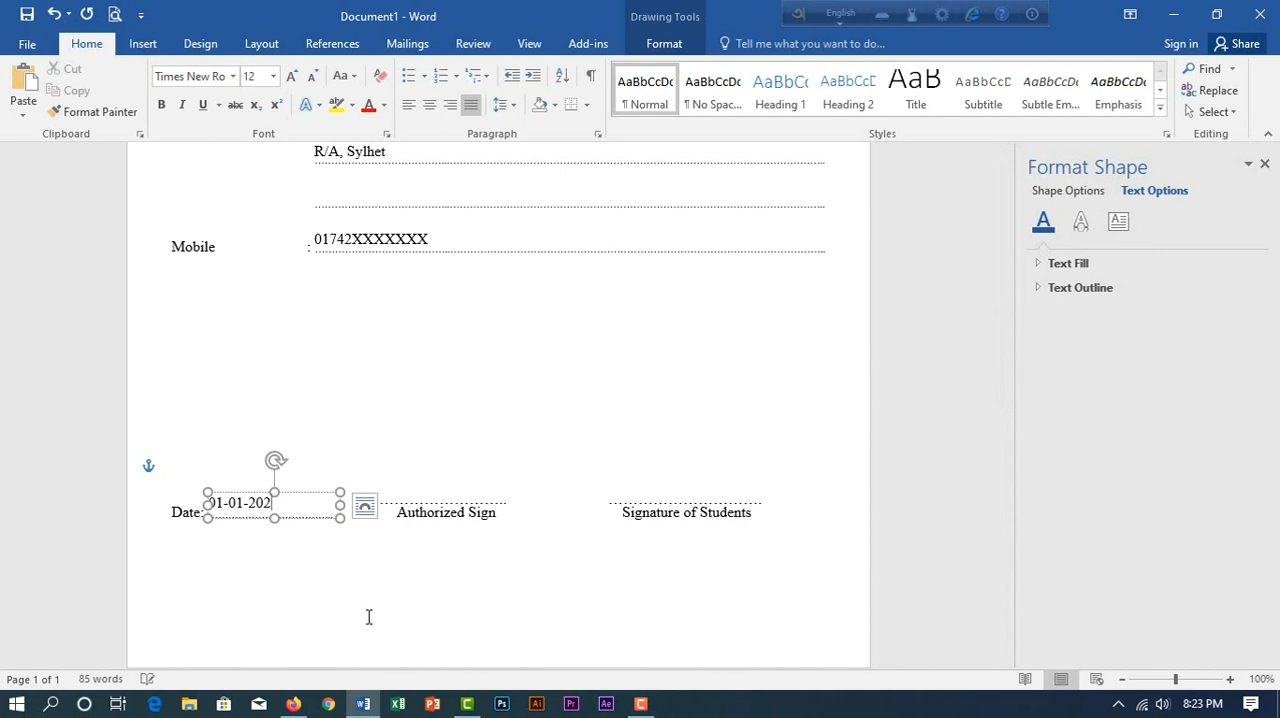 Document1 - Word
Drawing Tools
English
File
Home
Insert
Design
Layout
References
Mailings
Review
View
Add-ins
Format
Tell me what you want to do...
Sign in
Share
Paste
Cut
Copy
Format Painter
Clipboard
Times New Ro
12
Font
Paragraph
AaBbCcDc
¶ Normal
AaBbCcDc
¶ No Spac...
AaBbCc
Heading 1
AaBbCcD
Heading 2
AaB
Title
AaBbCcD
Subtitle
AaBbCcDt
Subtle Em...
AaBbCcDt
Emphasis
Styles
Find
Replace
Select
Editing
R/A, Sylhet
Mobile : 01742XXXXXXX
Date: 01-01-202
Authorized Sign
Signature of Students
Format Shape
Shape Options
Text Options
Text Fill
Text Outline
Page 1 of 1
85 words
100%
8:23 PM